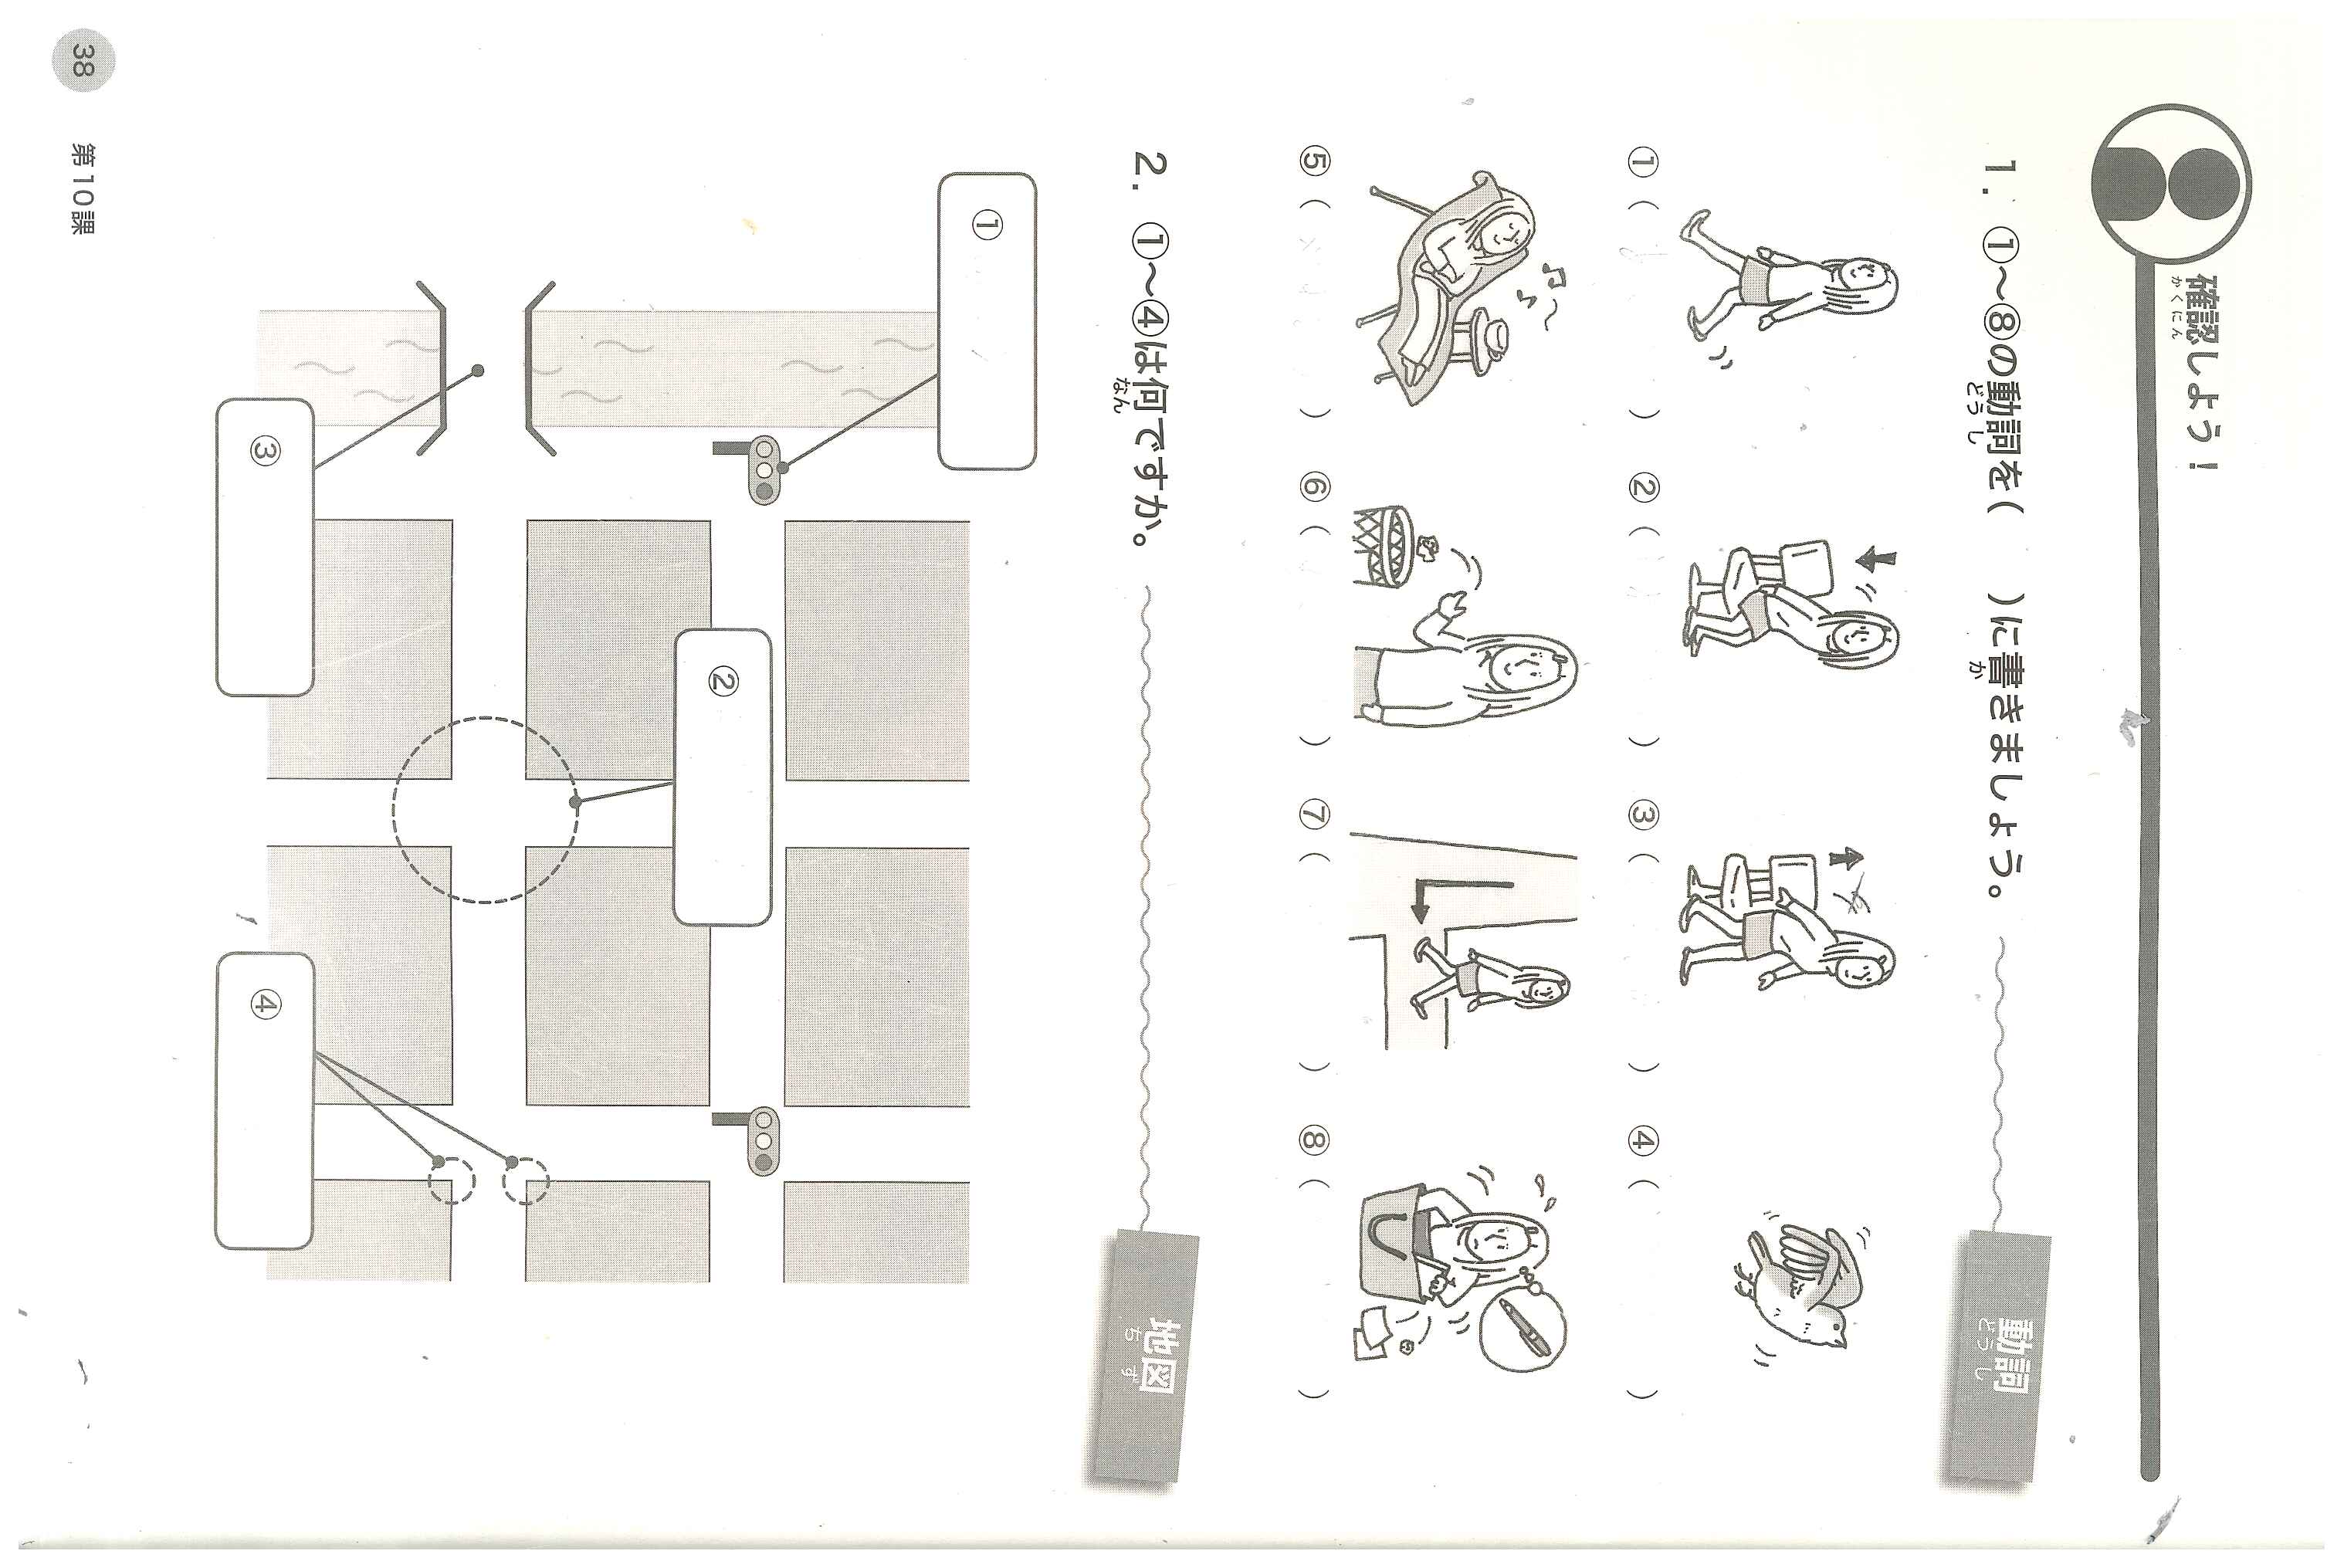 確認しよう!
かくにん
1. ①～⑧の動詞を( )に書きましょう。
どうし か
動詞
どうし
①( ) ②( ) ③( ) ④( )
⑤( ) ⑥( ) ⑦( ) ⑧( )
2. ①～④は何ですか。
なん
地図
ちず
①
②
③
④
38 第10課